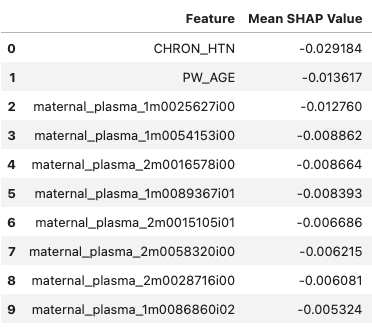 Feature Mean SHAP Value
0 CHRON_HTN -0.029184
1 PW_AGE -0.013617
2 maternal_plasma_1m0025627i00 -0.012760
3 maternal_plasma_1m0054153i00 -0.008862
4 maternal_plasma_2m0016578i00 -0.008664
5 maternal_plasma_1m0089367i01 -0.008393
6 maternal_plasma_2m0015105i01 -0.006686
7 maternal_plasma_2m0058320i00 -0.006215
8 maternal_plasma_2m0028716i00 -0.006081
9 maternal_plasma_1m0086860i02 -0.005324